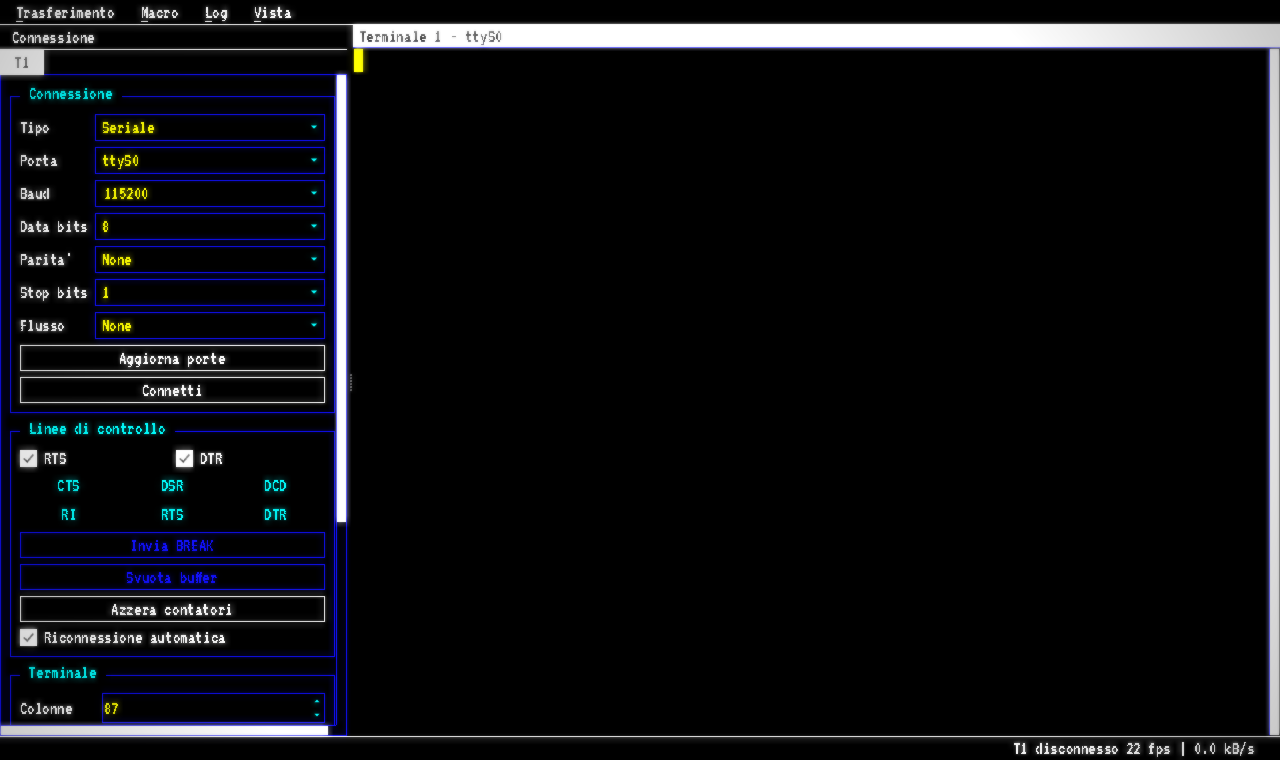 Trasferimento Macro Log Vista
Connessione
Terminale 1 - ttyS0
T1
Connessione
Tipo Seriale
Porta ttyS0
Baud 115200
Data bits 8
Parita' None
Stop bits 1
Flusso None
Aggiorna porte
Connetti
Linee di controllo
RTS DTR
CTS DSR DCD
RI RTS DTR
Invia BREAK
Svuota buffer
Azzera contatori
Riconnessione automatica
Terminale
Colonne 87
T1 disconnesso 22 fps | 0.0 kB/s